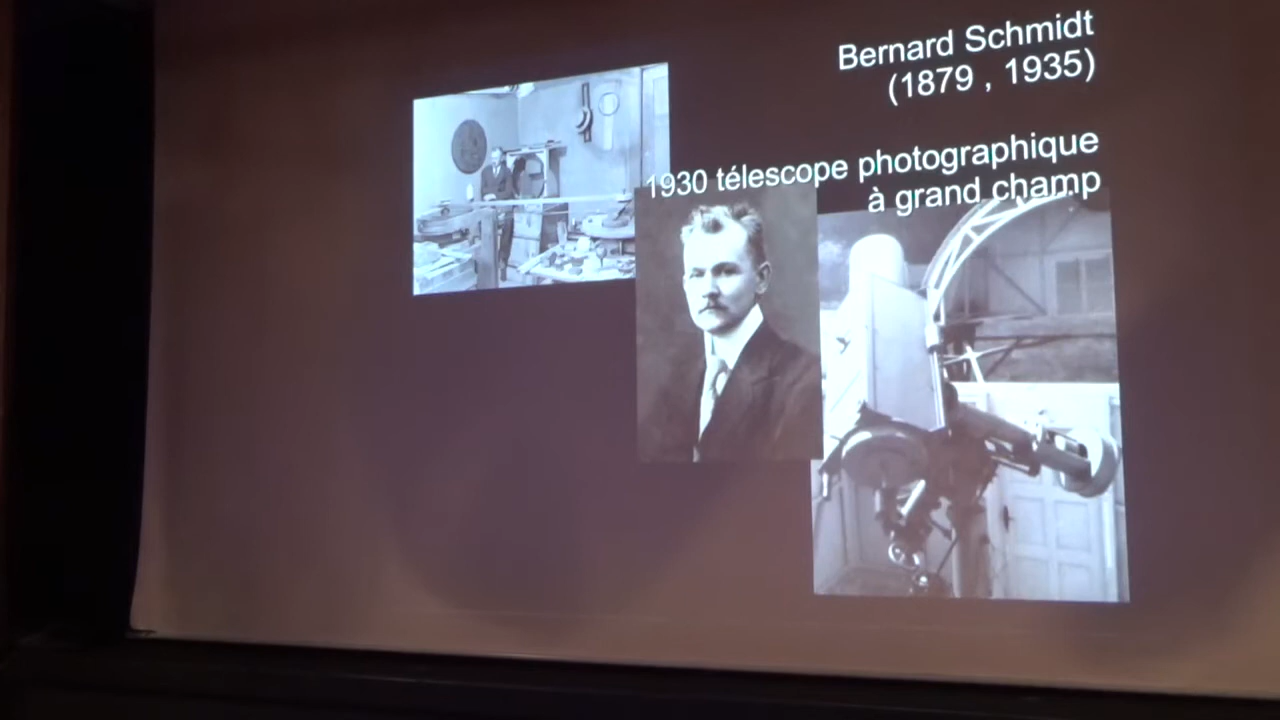 Bernard Schmidt
(1879 , 1935)
1930 télescope photographique
à grand champ